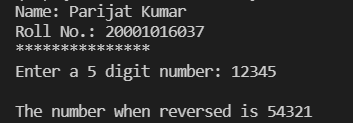 Name: Parijat Kumar
Roll No.: 20001016037
***************
Enter a 5 digit number: 12345
The number when reversed is 54321